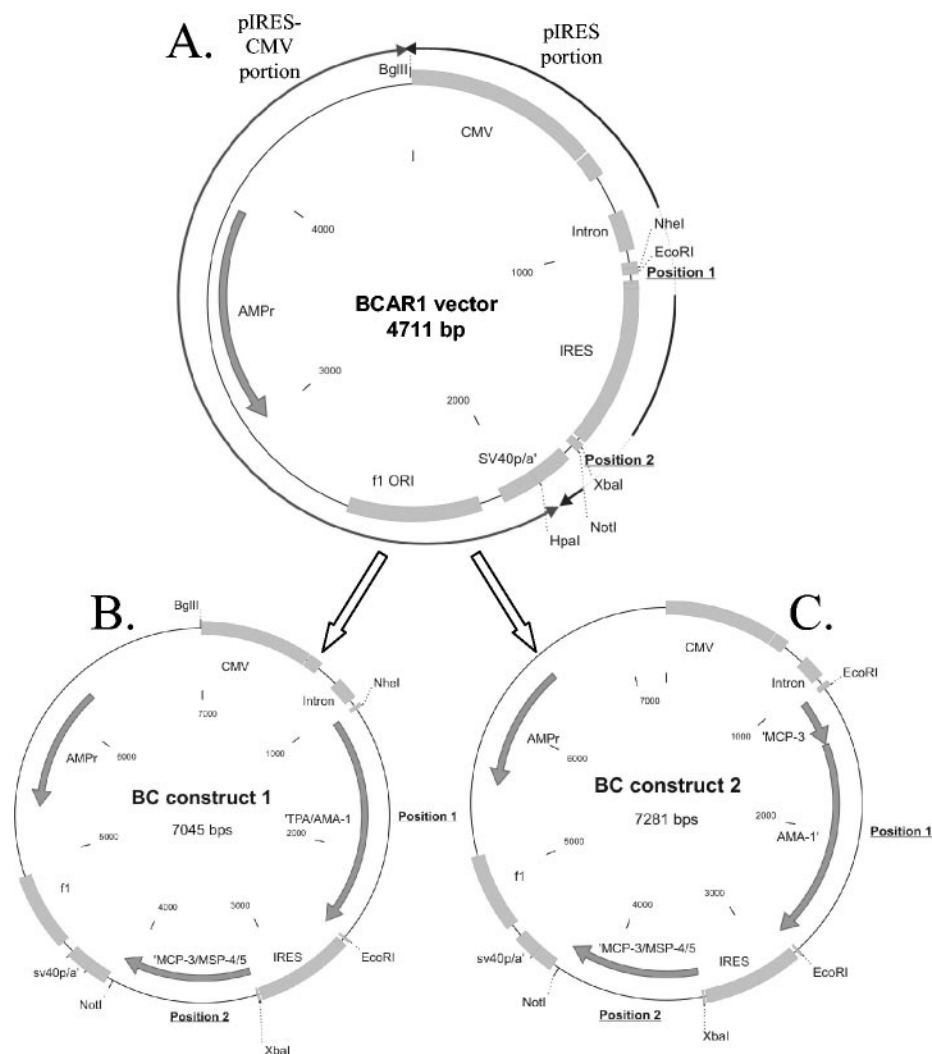 A.
pIRES-
CMV
portion
pIRES
portion
BglII
CMV
Intron
NheI
EcoRI
Position 1
1000
4000
AMPr
BCAR1 vector
4711 bp
IRES
3000
2000
SV40p/a'
Position 2
XbaI
f1 ORI
NotI
HpaI
B.
BglII
CMV
Intron
NheI
7000
1000
AMPr
6000
BC construct 1
7045 bps
'TPA/AMA-1
Position 1
2000
5000
f1
4000
3000
'MCP-3/MSP-4/5
IRES
EcoRI
sv40p/a'
NotI
Position 2
XbaI
C.
CMV
Intron
EcoRI
7000
1000
'MCP-3
AMPr
6000
BC construct 2
7281 bps
2000
AMA-1'
Position 1
5000
f1
4000
3000
'MCP-3/MSP-4/5
IRES
EcoRI
sv40p/a'
NotI
Position 2
XbaI